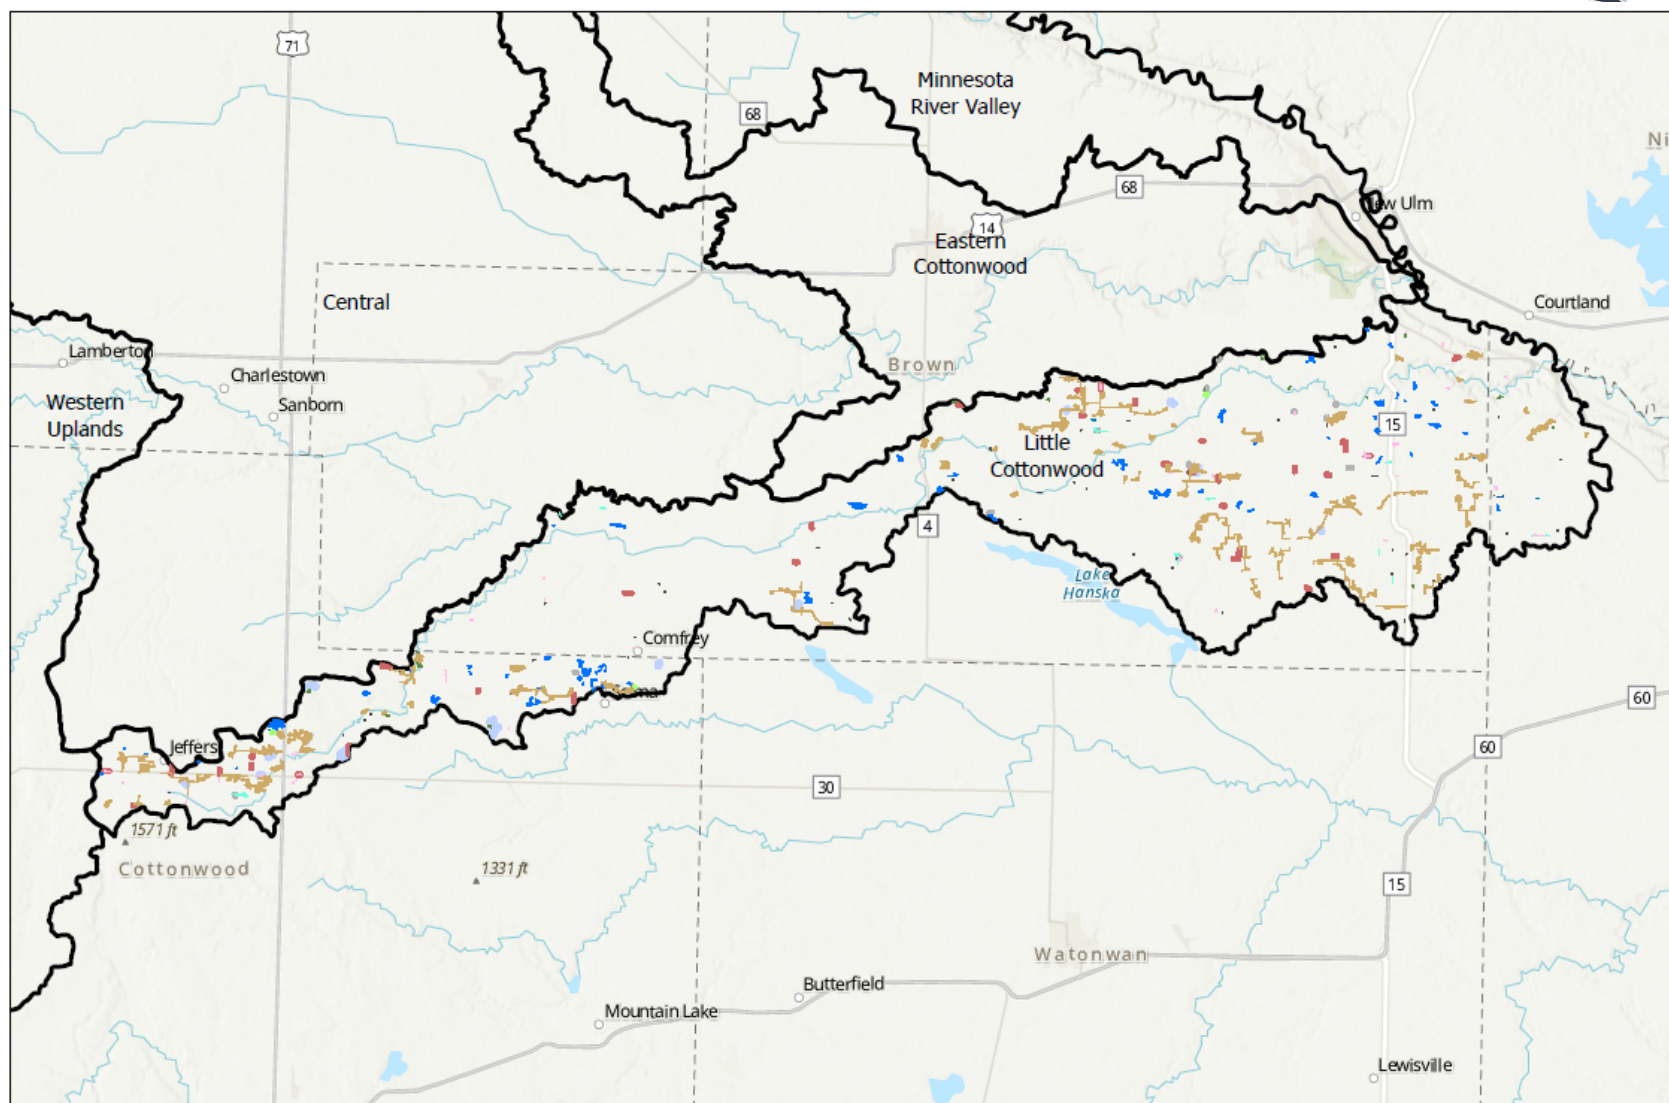 71
Minnesota
River Valley
68
Ni
68
New Ulm
14
Eastern
Cottonwood
Central
Courtland
Lamberton
Brown
Charlestown
Western
Uplands
Sanborn
15
Little
Cottonwood
4
Lake
Hanska
Comfrey
60
Jeffers
60
30
1571 ft
Cottonwood
1331 ft
15
Watonwan
Butterfield
Mountain Lake
Lewisville